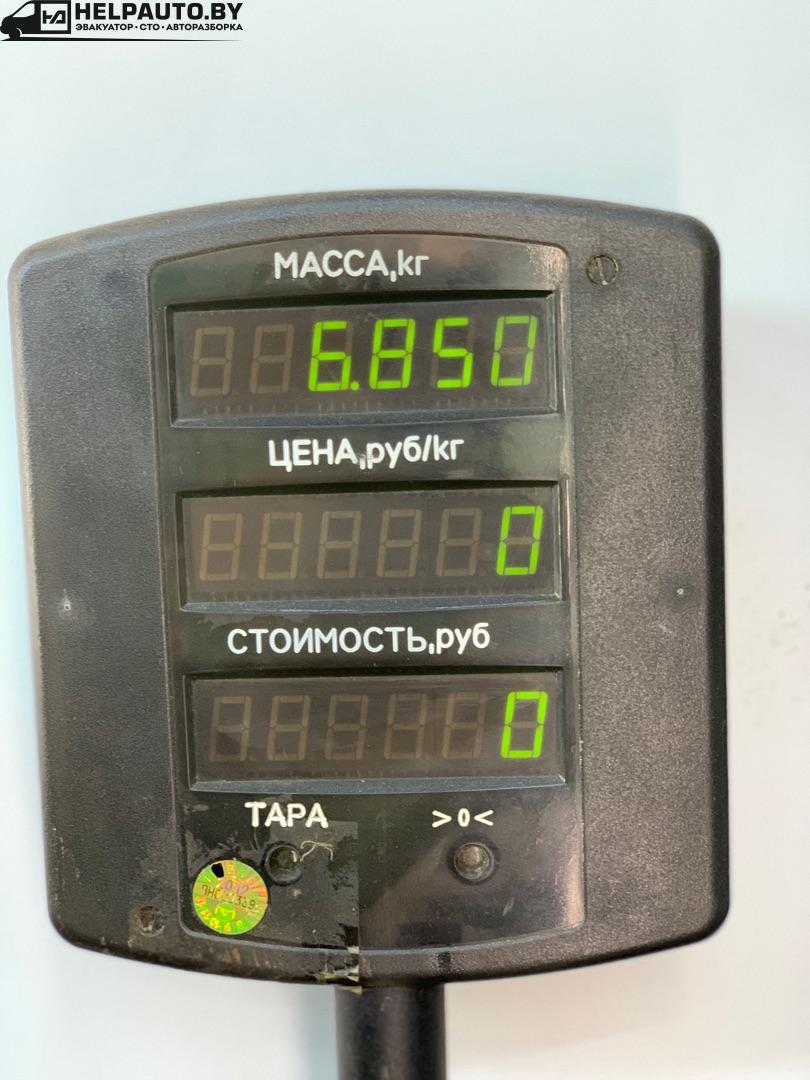 HELPAUTO.BY
ЭВАКУАТОР • СТО • АВТОРАЗБОРКА
МАССА,кг
6.850
ЦЕНА,руб/кг
0
СТОИМОСТЬ,руб
0
ТАРА >0<